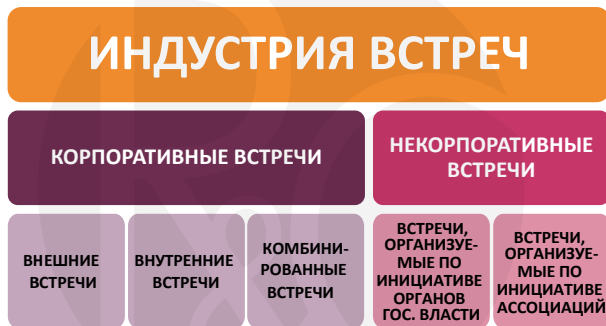 ИНДУСТРИЯ ВСТРЕЧ
КОРПОРАТИВНЫЕ ВСТРЕЧИ
НЕКОРПОРАТИВНЫЕ
ВСТРЕЧИ
ВНЕШНИЕ
ВСТРЕЧИ
ВНУТРЕННИЕ
ВСТРЕЧИ
КОМБИНИ-
РОВАННЫЕ
ВСТРЕЧИ
ВСТРЕЧИ,
ОРГАНИЗУЕ-
МЫЕ ПО
ИНИЦИАТИВЕ
ОРГАНОВ
ГОС. ВЛАСТИ
ВСТРЕЧИ,
ОРГАНИЗУЕ-
МЫЕ ПО
ИНИЦИАТИВЕ
АССОЦИАЦИЙ